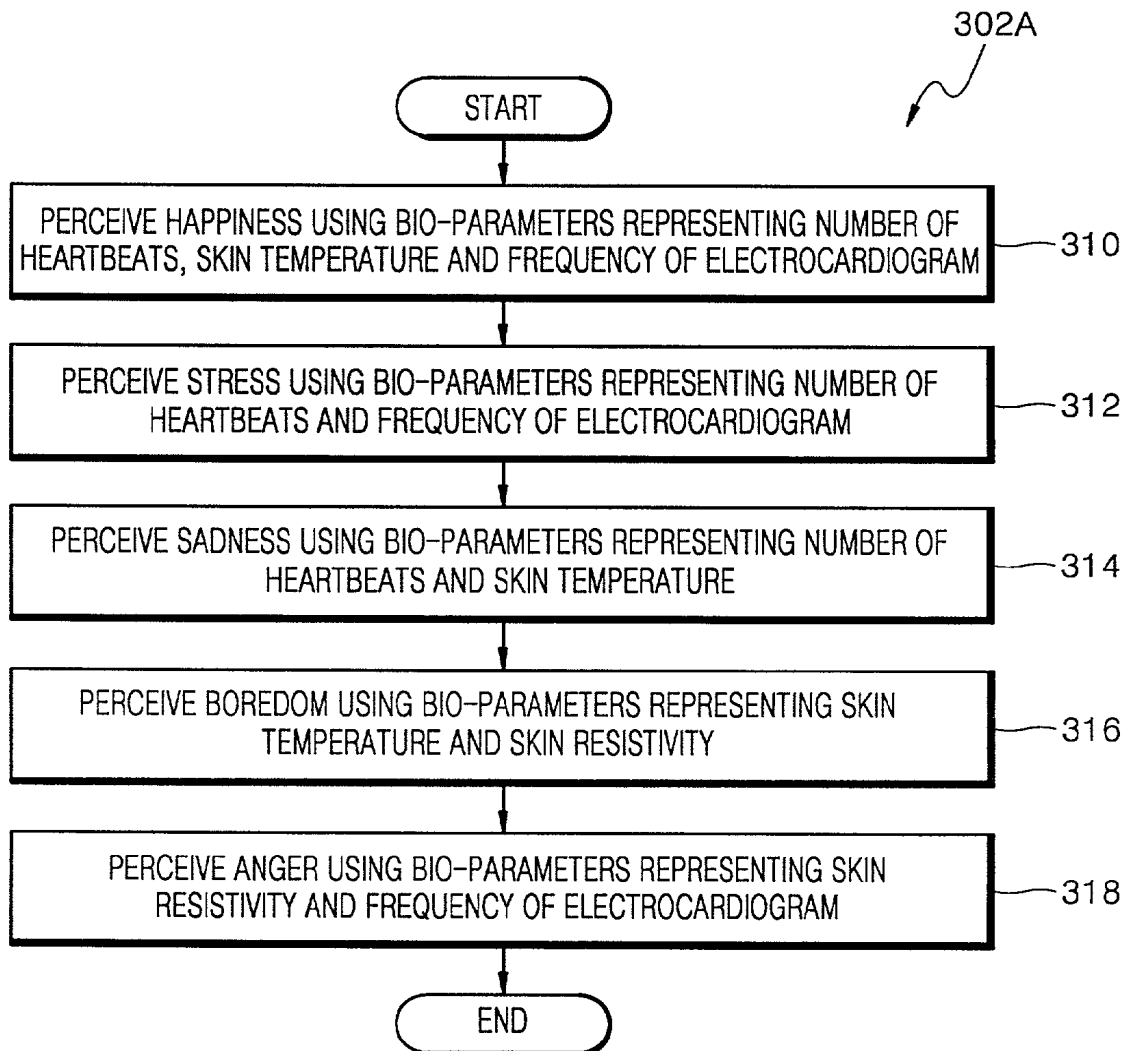 302A
START
PERCEIVE HAPPINESS USING BIO-PARAMETERS REPRESENTING NUMBER OF
HEARTBEATS, SKIN TEMPERATURE AND FREQUENCY OF ELECTROCARDIOGRAM
310
PERCEIVE STRESS USING BIO-PARAMETERS REPRESENTING NUMBER OF
HEARTBEATS AND FREQUENCY OF ELECTROCARDIOGRAM
312
PERCEIVE SADNESS USING BIO-PARAMETERS REPRESENTING NUMBER OF
HEARTBEATS AND SKIN TEMPERATURE
314
PERCEIVE BOREDOM USING BIO-PARAMETERS REPRESENTING SKIN
TEMPERATURE AND SKIN RESISTIVITY
316
PERCEIVE ANGER USING BIO-PARAMETERS REPRESENTING SKIN
RESISTIVITY AND FREQUENCY OF ELECTROCARDIOGRAM
318
END